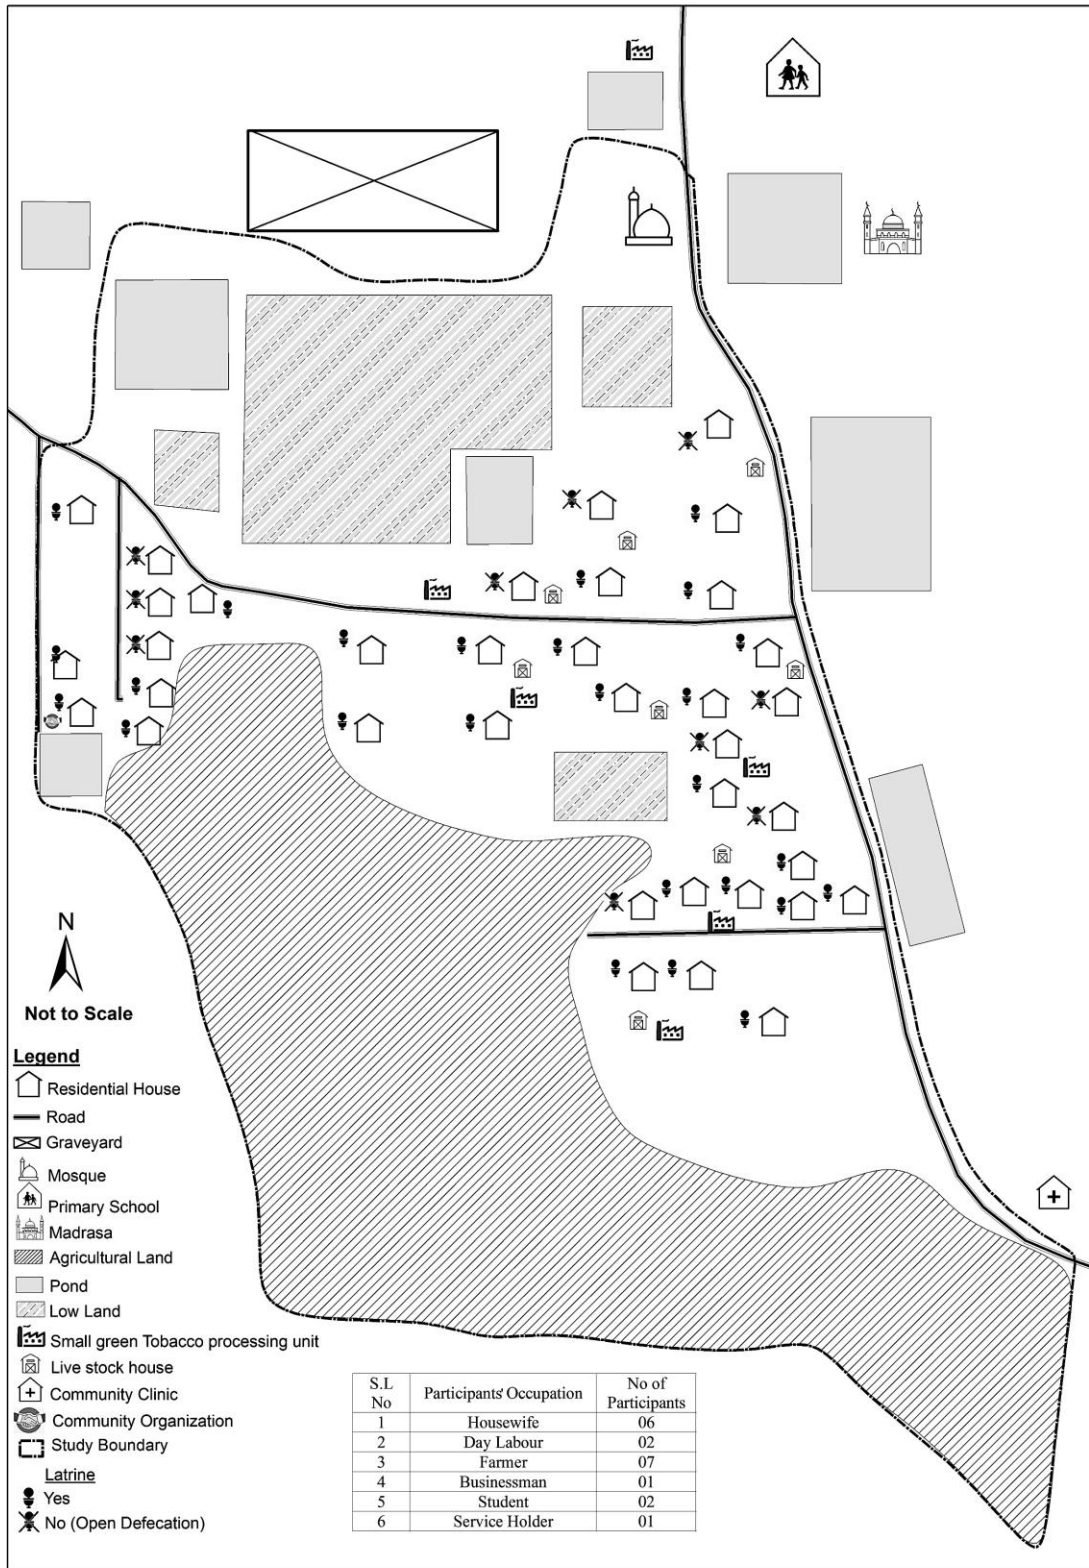 N
Not to Scale
Legend
Residential House
Road
Graveyard
Mosque
Primary School
Madrasa
Agricultural Land
Pond
Low Land
Small green Tobacco processing unit
Live stock house
Community Clinic
Community Organization
Study Boundary
Latrine
Yes
No (Open Defecation)
S.L No Participants' Occupation No of Participants
1 Housewife 06
2 Day Labour 02
3 Farmer 07
4 Businessman 01
5 Student 02
6 Service Holder 01